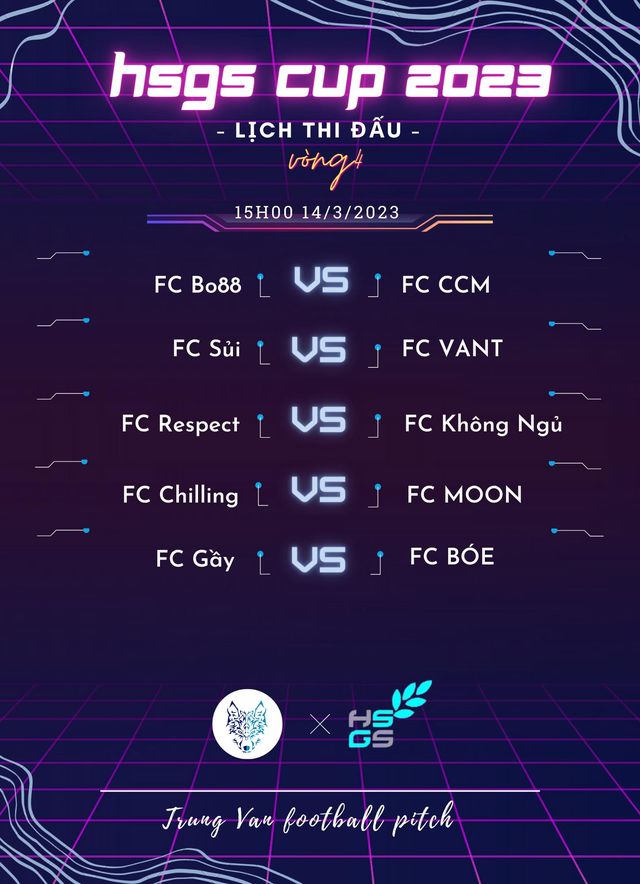 hsgs cup 2023
- LỊCH THI ĐẤU -
vòng 4
15H00 14/3/2023
FC Bo88 VS FC CCM
FC Sủi VS FC VANT
FC Respect VS FC Không Ngủ
FC Chilling VS FC MOON
FC Gầy VS FC BÓE
HS
GS
Trung Van football pitch